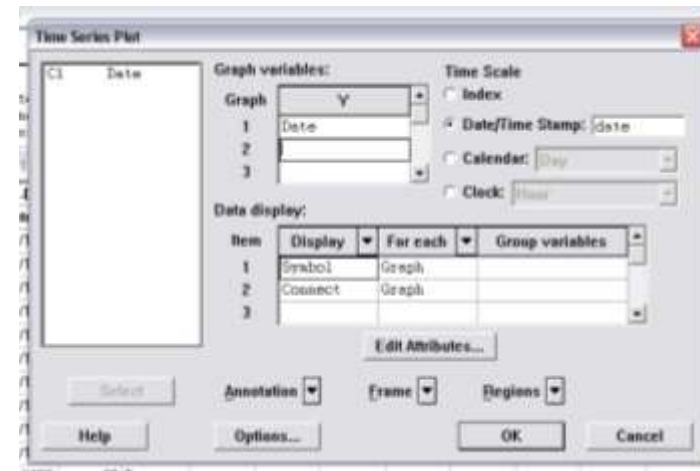 Time Series Plot
C1 Date
Graph variables:
Graph Y
1 Date
2
3
Time Scale
Index
Date/Time Stamp: date
Calendar: Day
Clock: Hour
Data display:
Item Display For each Group variables
1 Symbol Graph
2 Connect Graph
3
Edit Attributes...
Select
Annotation
Frame
Regions
Help
Options...
OK
Cancel